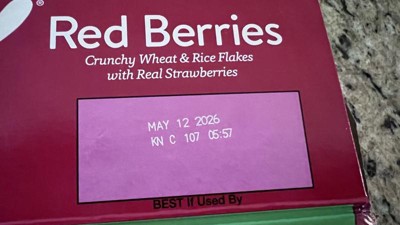 ®
Red Berries
Crunchy Wheat & Rice Flakes
with Real Strawberries
MAY 12 2026
KN C 107 05:57
BEST If Used By